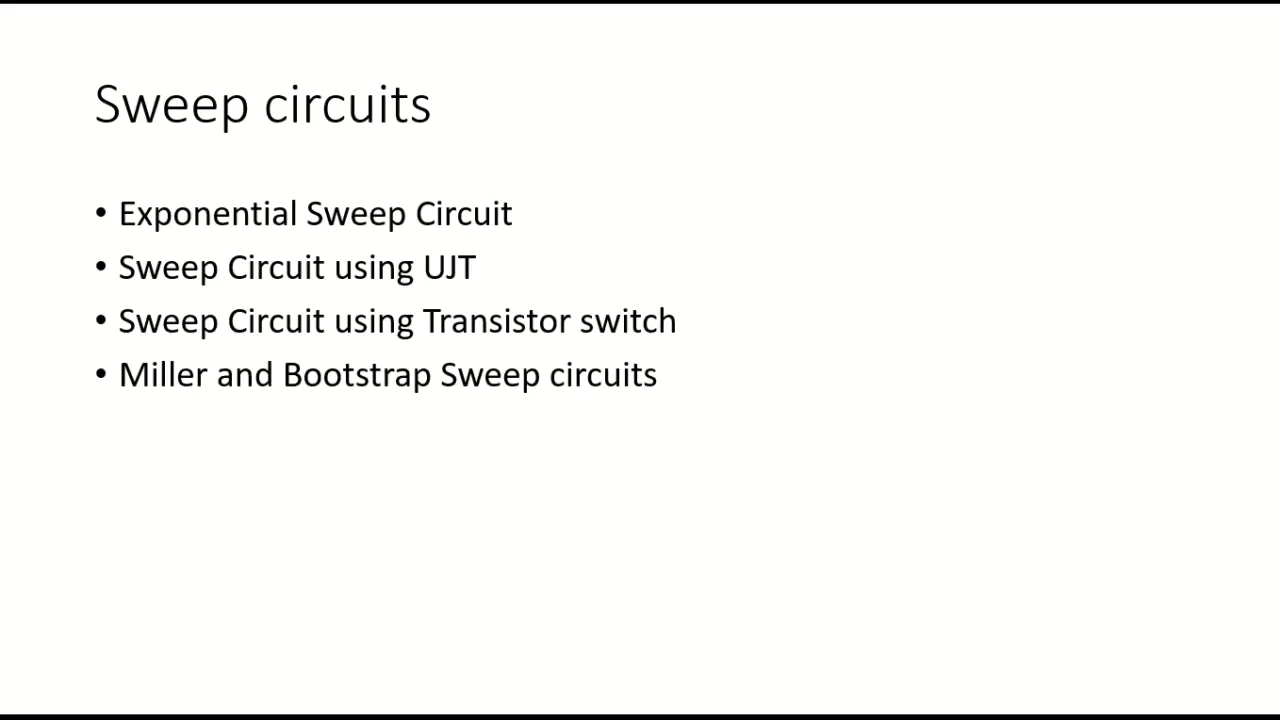 Sweep circuits
• Exponential Sweep Circuit
• Sweep Circuit using UJT
• Sweep Circuit using Transistor switch
• Miller and Bootstrap Sweep circuits